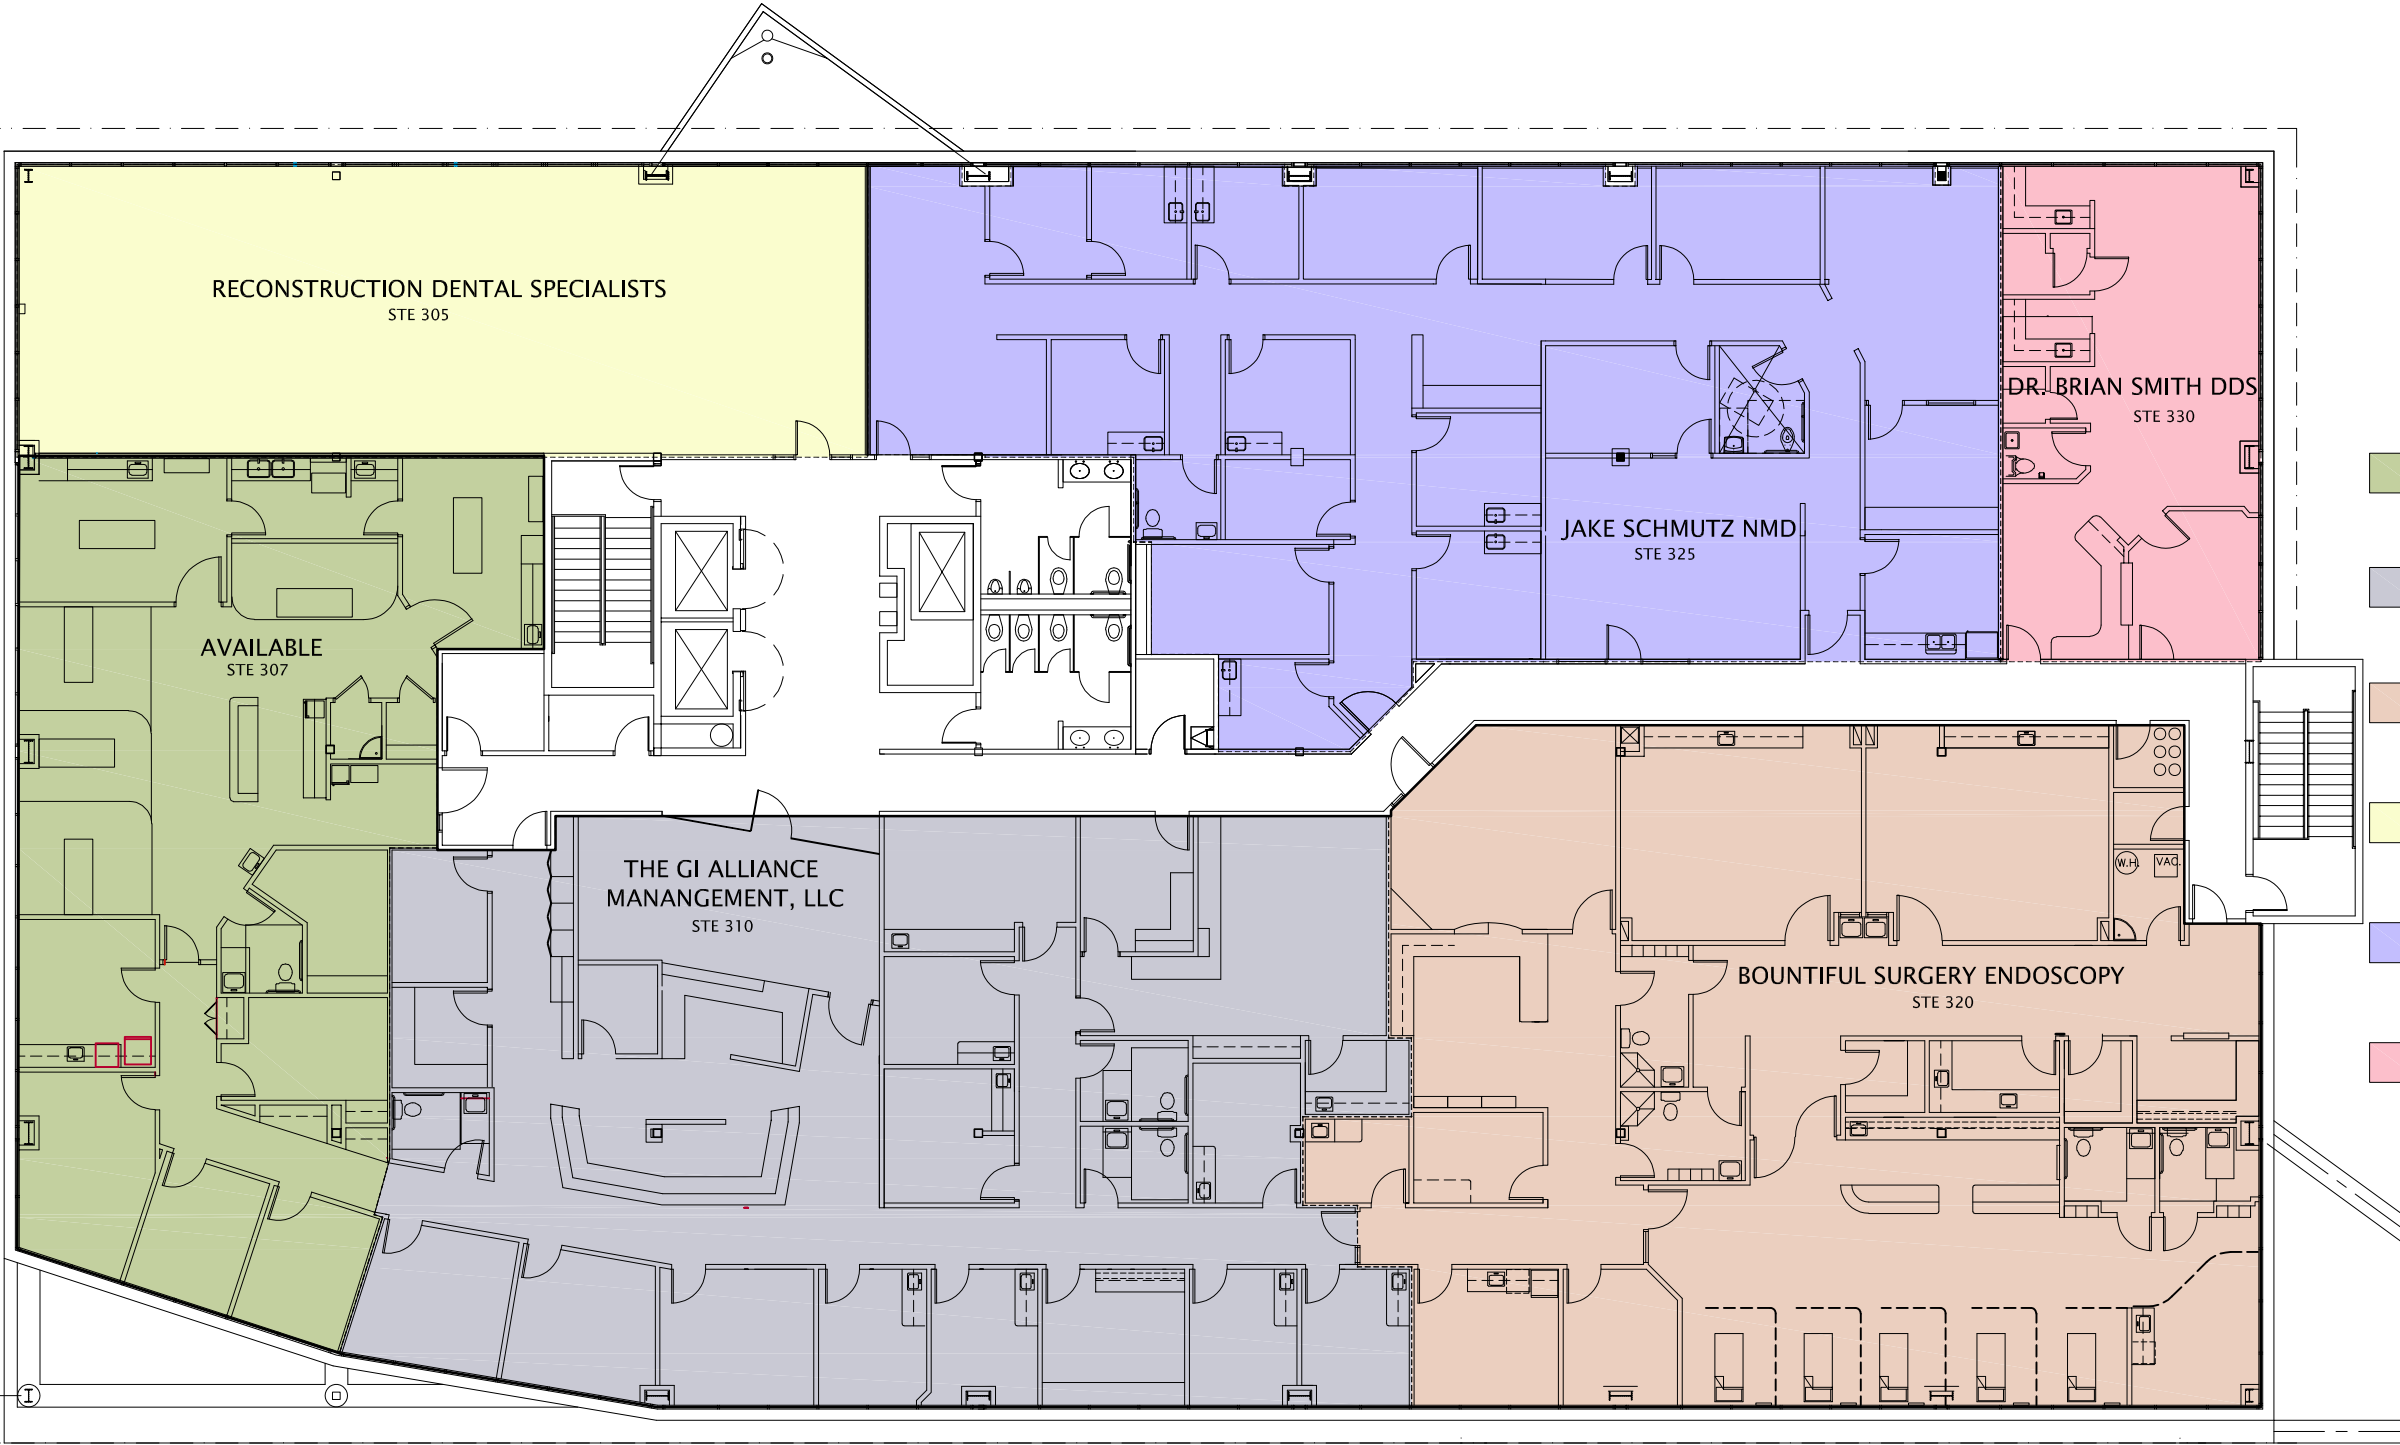 RECONSTRUCTION DENTAL SPECIALISTS
STE 305
DR. BRIAN SMITH DDS
STE 330
JAKE SCHMUTZ NMD
STE 325
AVAILABLE
STE 307
THE GI ALLIANCE
MANANGEMENT, LLC
STE 310
W.H.
VAC.
BOUNTIFUL SURGERY ENDOSCOPY
STE 320